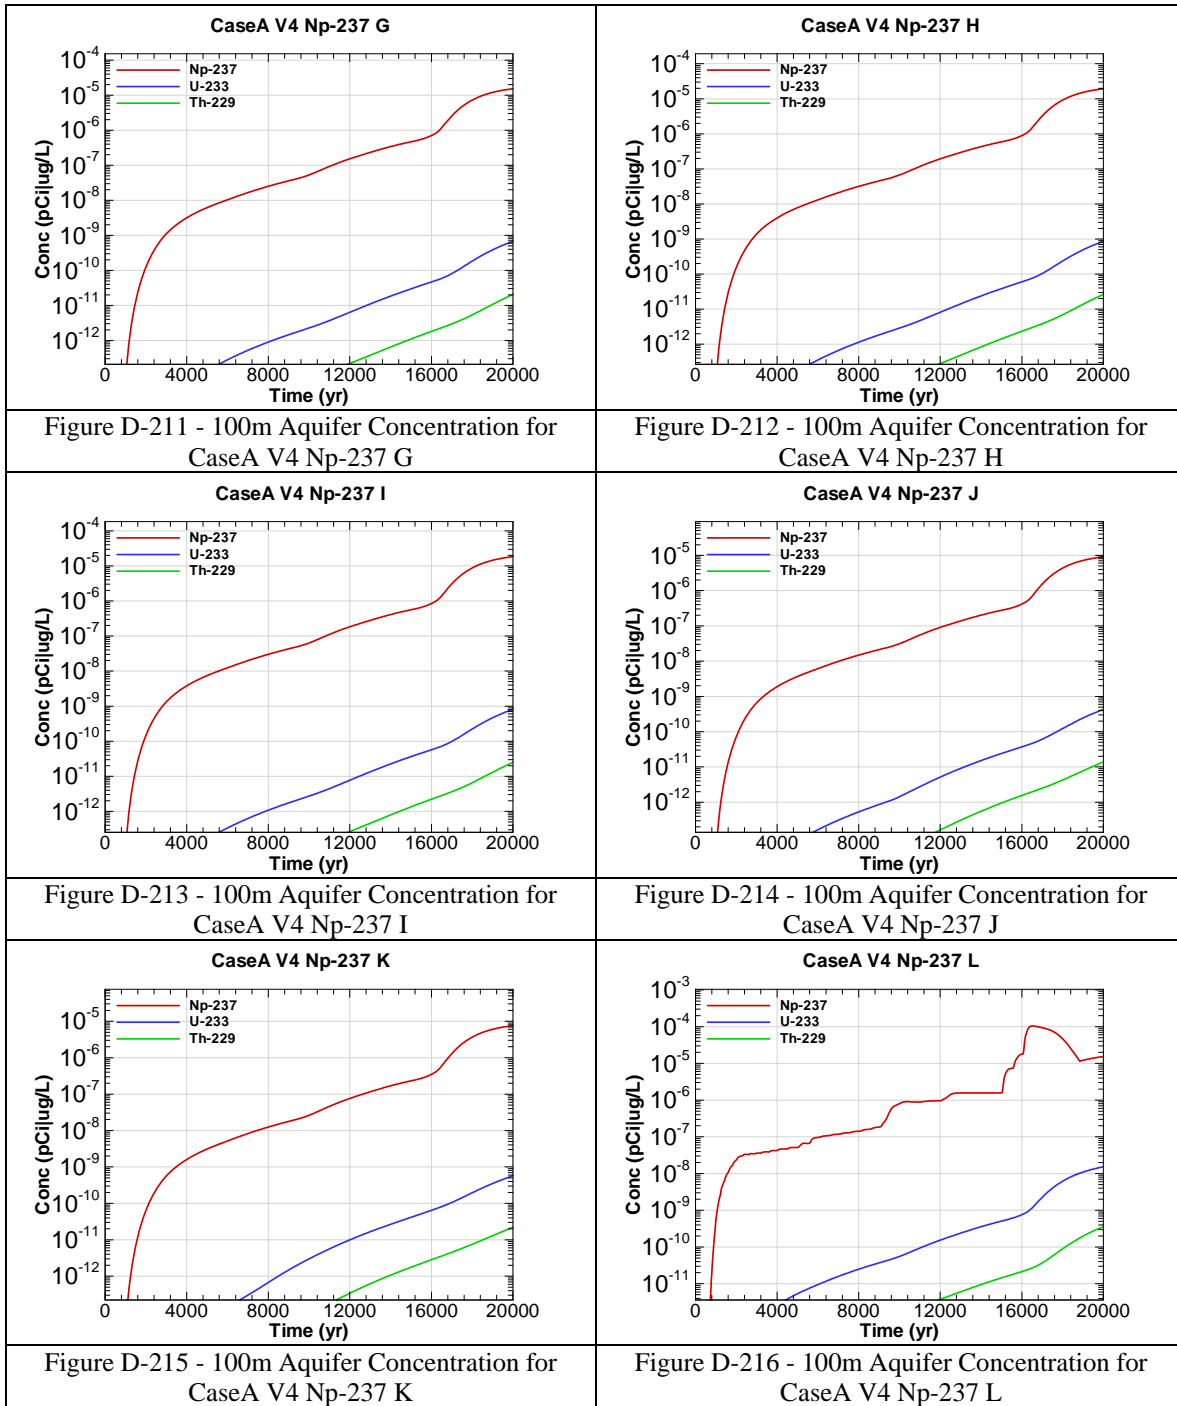 CaseA V4 Np-237 G
Conc (pCi|ug/L)
10-4
10-5
10-6
10-7
10-8
10-9
10-10
10-11
10-12
Np-237
U-233
Th-229
0 4000 8000 12000 16000 20000
Time (yr)
Figure D-211 - 100m Aquifer Concentration for
CaseA V4 Np-237 G
CaseA V4 Np-237 H
Conc (pCi|ug/L)
10-4
10-5
10-6
10-7
10-8
10-9
10-10
10-11
10-12
Np-237
U-233
Th-229
0 4000 8000 12000 16000 20000
Time (yr)
Figure D-212 - 100m Aquifer Concentration for
CaseA V4 Np-237 H
CaseA V4 Np-237 I
Conc (pCi|ug/L)
10-4
10-5
10-6
10-7
10-8
10-9
10-10
10-11
10-12
Np-237
U-233
Th-229
0 4000 8000 12000 16000 20000
Time (yr)
Figure D-213 - 100m Aquifer Concentration for
CaseA V4 Np-237 I
CaseA V4 Np-237 J
Conc (pCi|ug/L)
10-5
10-6
10-7
10-8
10-9
10-10
10-11
10-12
Np-237
U-233
Th-229
0 4000 8000 12000 16000 20000
Time (yr)
Figure D-214 - 100m Aquifer Concentration for
CaseA V4 Np-237 J
CaseA V4 Np-237 K
Conc (pCi|ug/L)
10-5
10-6
10-7
10-8
10-9
10-10
10-11
10-12
Np-237
U-233
Th-229
0 4000 8000 12000 16000 20000
Time (yr)
Figure D-215 - 100m Aquifer Concentration for
CaseA V4 Np-237 K
CaseA V4 Np-237 L
Conc (pCi|ug/L)
10-3
10-4
10-5
10-6
10-7
10-8
10-9
10-10
10-11
Np-237
U-233
Th-229
0 4000 8000 12000 16000 20000
Time (yr)
Figure D-216 - 100m Aquifer Concentration for
CaseA V4 Np-237 L